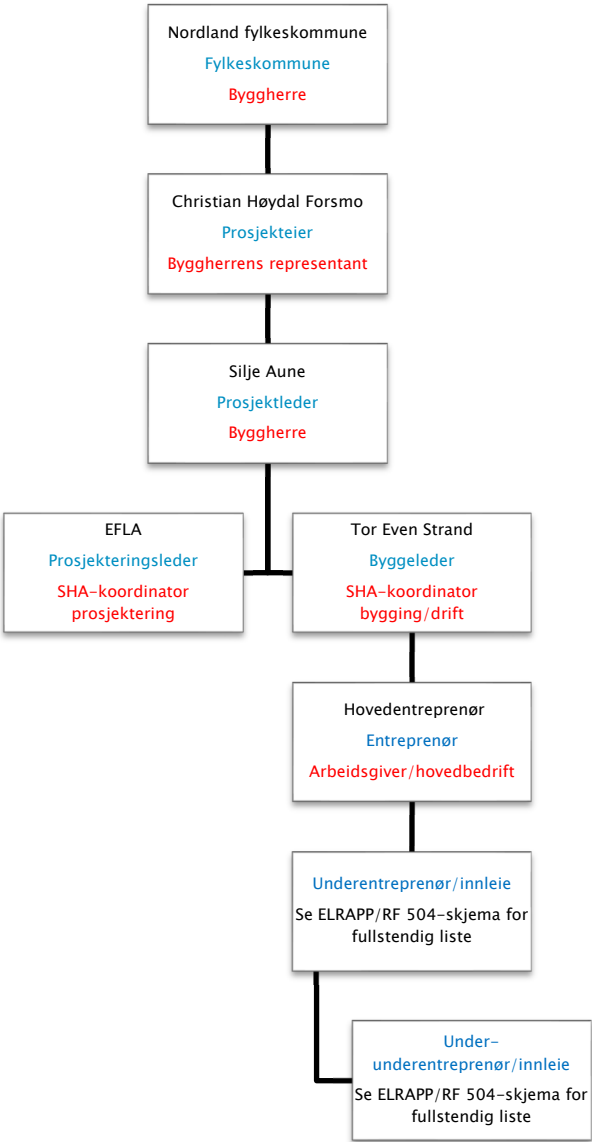 Nordland fylkeskommune
Fylkeskommune
Byggherre
Christian Høydal Forsmo
Prosjekteier
Byggherrens representant
Silje Aune
Prosjektleder
Byggherre
EFLA
Prosjekteringsleder
SHA-koordinator
prosjektering
Tor Even Strand
Byggeleder
SHA-koordinator
bygging/drift
Hovedentreprenør
Entreprenør
Arbeidsgiver/hovedbedrift
Underentreprenør/innleie
Se ELRAPP/RF 504-skjema for
fullstendig liste
Under-
underentreprenør/innleie
Se ELRAPP/RF 504-skjema for
fullstendig liste